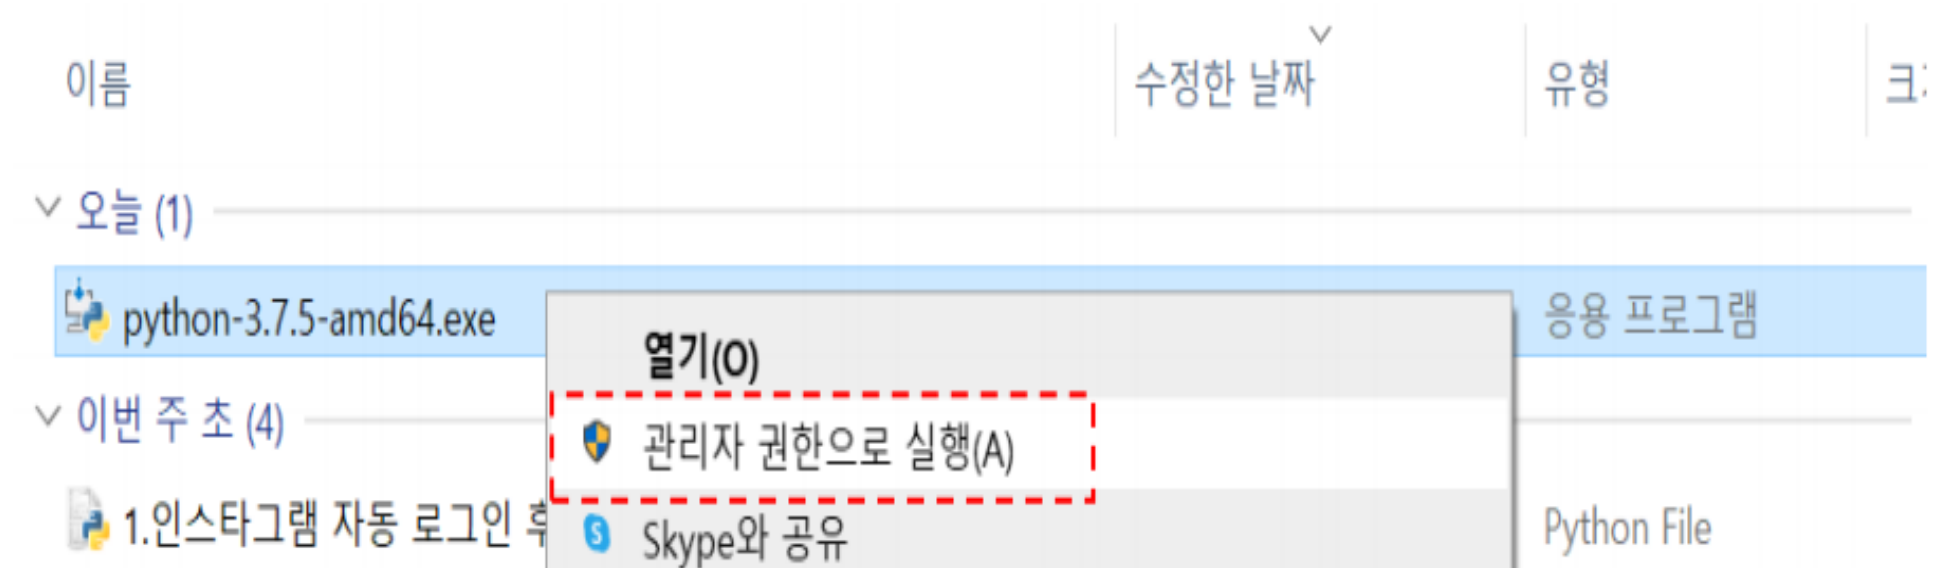 이름 수정한 날짜 유형
오늘 (1)
python-3.7.5-amd64.exe 응용 프로그램
열기(O)
이번 주 초 (4)
관리자 권한으로 실행(A)
1.인스타그램 자동 로그인 Python File
Skype와 공유